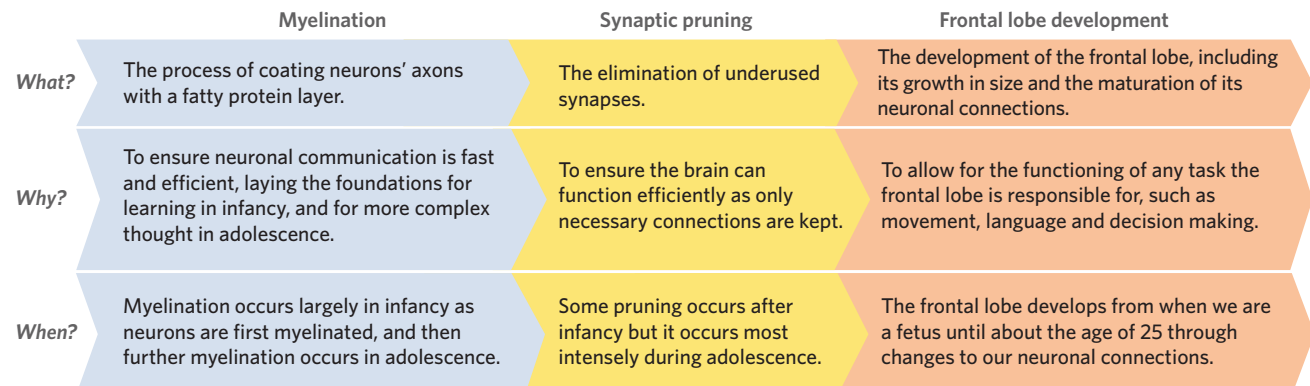 Myelination
Synaptic pruning
Frontal lobe development
What?
The process of coating neurons’ axons
with a fatty protein layer.
The elimination of underused
synapses.
The development of the frontal lobe, including
its growth in size and the maturation of its
neuronal connections.
Why?
To ensure neuronal communication is fast
and efficient, laying the foundations for
learning in infancy, and for more complex
thought in adolescence.
To ensure the brain can
function efficiently as only
necessary connections are kept.
To allow for the functioning of any task the
frontal lobe is responsible for, such as
movement, language and decision making.
When?
Myelination occurs largely in infancy as
neurons are first myelinated, and then
further myelination occurs in adolescence.
Some pruning occurs after
infancy but it occurs most
intensely during adolescence.
The frontal lobe develops from when we are
a fetus until about the age of 25 through
changes to our neuronal connections.